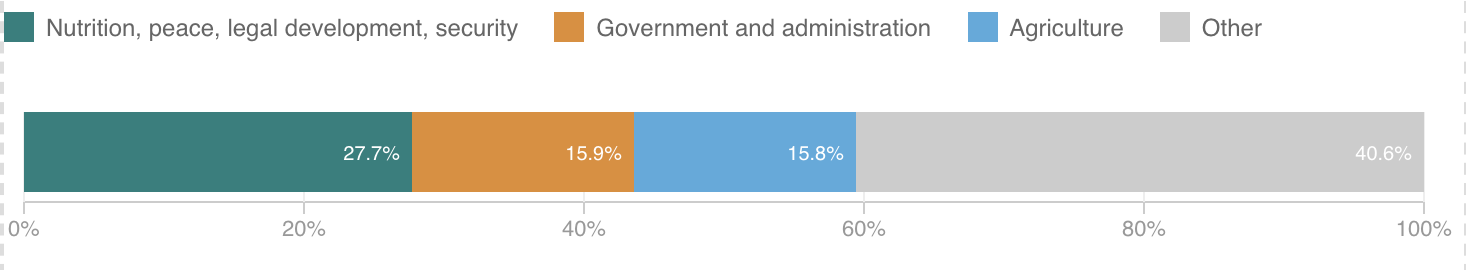 Nutrition, peace, legal development, security Government and administration Agriculture Other
27.7% 15.9% 15.8% 40.6%
0% 20% 40% 60% 80% 100%